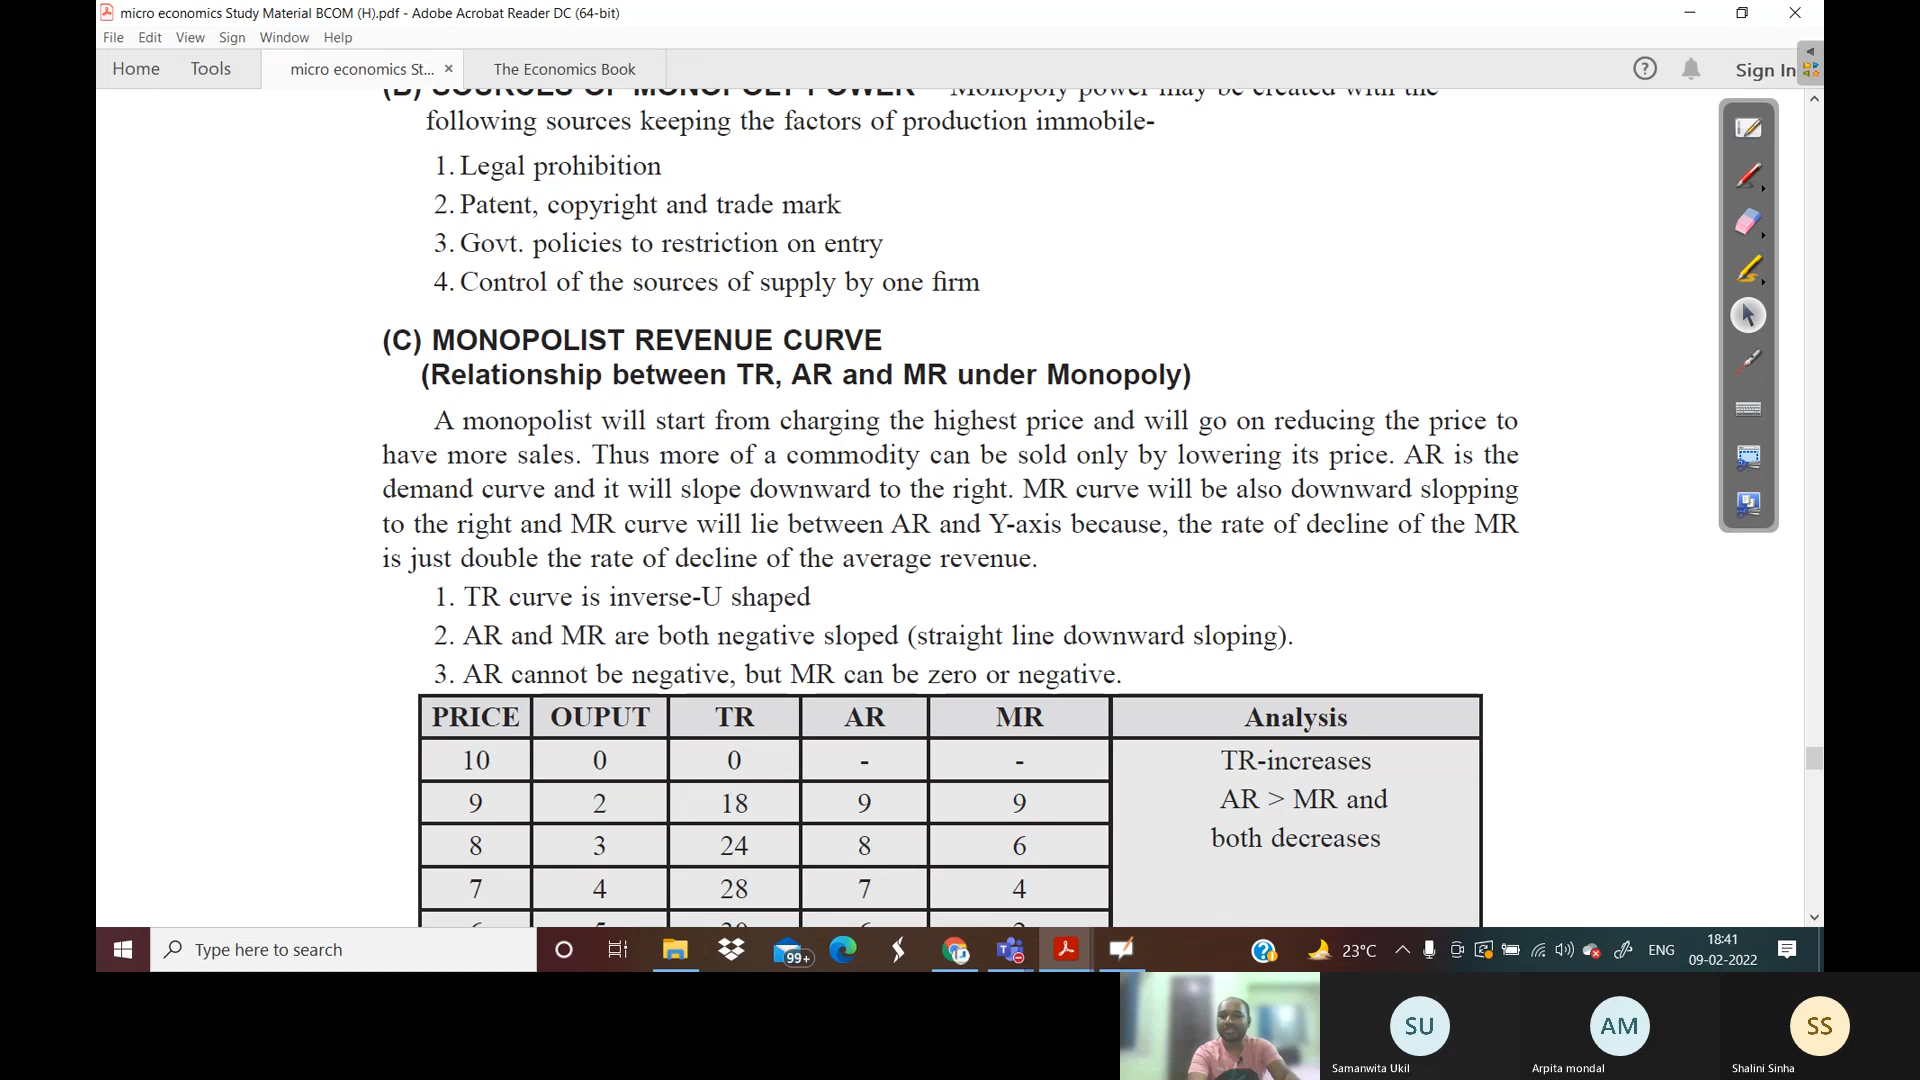 micro economics Study Material BCOM (H).pdf - Adobe Acrobat Reader DC (64-bit)
File Edit View Sign Window Help
Home Tools micro economics St... × The Economics Book ? Sign In
(B) SOURCES OF MONOPOLY POWER – Monopoly power may be created with the
following sources keeping the factors of production immobile-
1. Legal prohibition
2. Patent, copyright and trade mark
3. Govt. policies to restriction on entry
4. Control of the sources of supply by one firm
(C) MONOPOLIST REVENUE CURVE
(Relationship between TR, AR and MR under Monopoly)
A monopolist will start from charging the highest price and will go on reducing the price to
have more sales. Thus more of a commodity can be sold only by lowering its price. AR is the
demand curve and it will slope downward to the right. MR curve will be also downward slopping
to the right and MR curve will lie between AR and Y-axis because, the rate of decline of the MR
is just double the rate of decline of the average revenue.
1. TR curve is inverse-U shaped
2. AR and MR are both negative sloped (straight line downward sloping).
3. AR cannot be negative, but MR can be zero or negative.
PRICE OUPUT TR AR MR Analysis
10 0 0 - - TR-increases
9 2 18 9 9 AR > MR and
8 3 24 8 6 both decreases
7 4 28 7 4
Type here to search 99+ 23°C ENG 18:41
09-02-2022
SU AM SS
Samanwita Ukil Arpita mondal Shalini Sinha